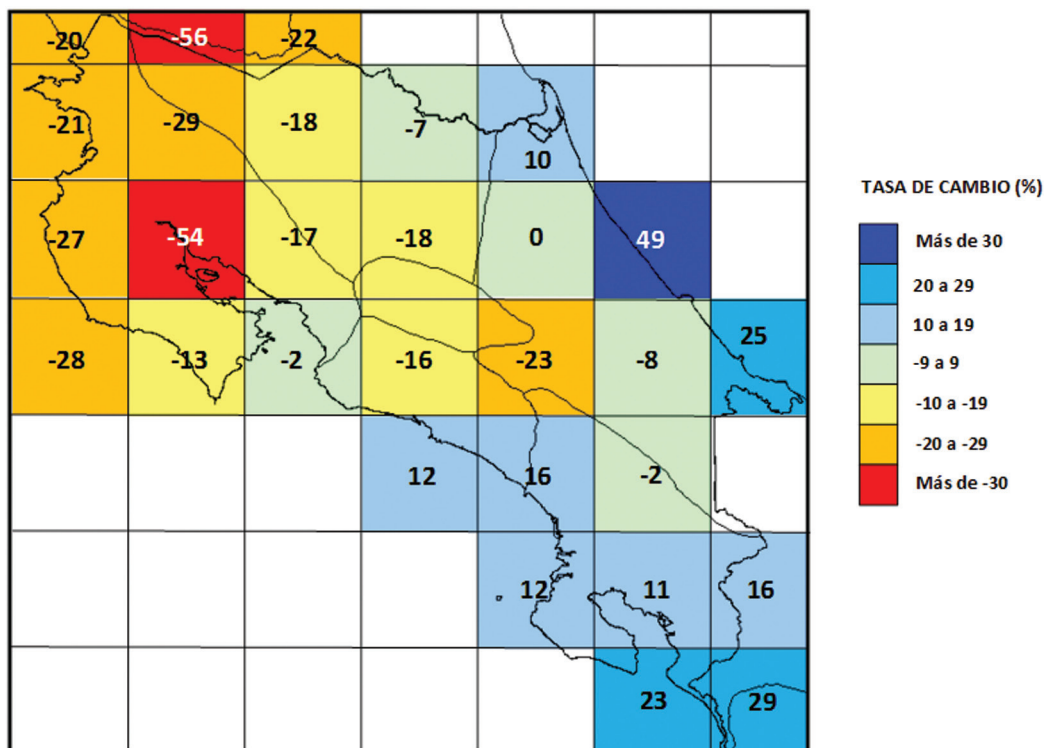 -20 -56 -22
-21 -29 -18 -7 10
-27 -54 -17 -18 0 49
-28 -13 -2 -16 -23 -8 25
12 16 -2
12 11 16
23 29
TASA DE CAMBIO (%)
Más de 30
20 a 29
10 a 19
-9 a 9
-10 a -19
-20 a -29
Más de -30